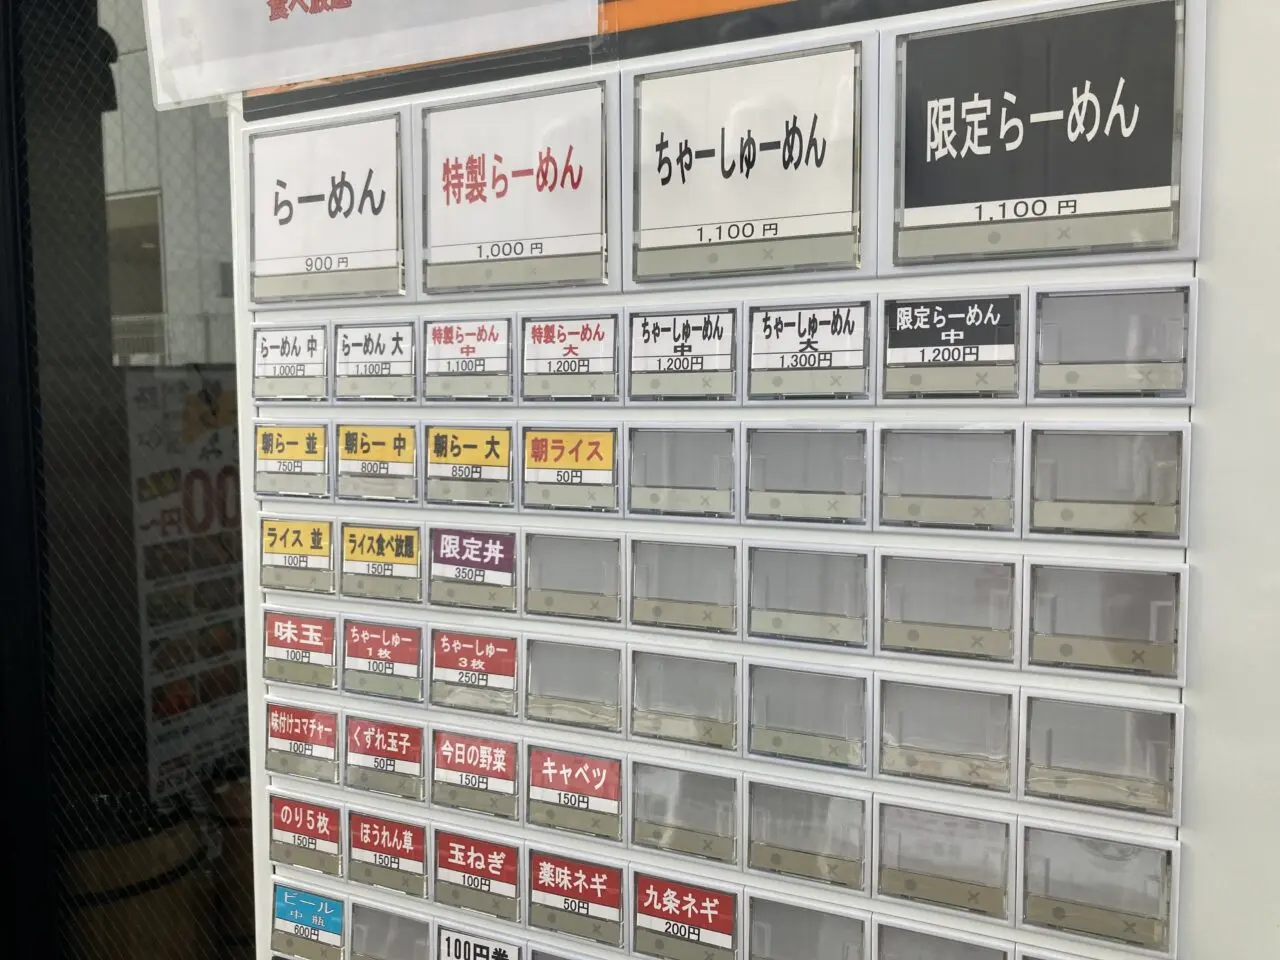 食べ放題
らーめん
900円
特製らーめん
1,000円
ちゃーしゅーめん
1,100円
限定らーめん
1,100円
らーめん 中
1,000円
らーめん 大
1,100円
特製らーめん
中
1,100円
特製らーめん
大
1,200円
ちゃーしゅーめん
中
1,200円
ちゃーしゅーめん
大
1,300円
限定らーめん
中
1,200円
朝らー 並
750円
朝らー 中
800円
朝らー 大
850円
朝ライス
50円
ライス 並
100円
ライス食べ放題
150円
限定丼
350円
味玉
100円
ちゃーしゅー
1枚
100円
ちゃーしゅー
3枚
250円
味付けコマチャー
100円
くずれ玉子
50円
今日の野菜
150円
キャベツ
150円
のり5枚
150円
ほうれん草
150円
玉ねぎ
100円
薬味ネギ
50円
九条ネギ
200円
ビール
中 瓶
600円
100円券